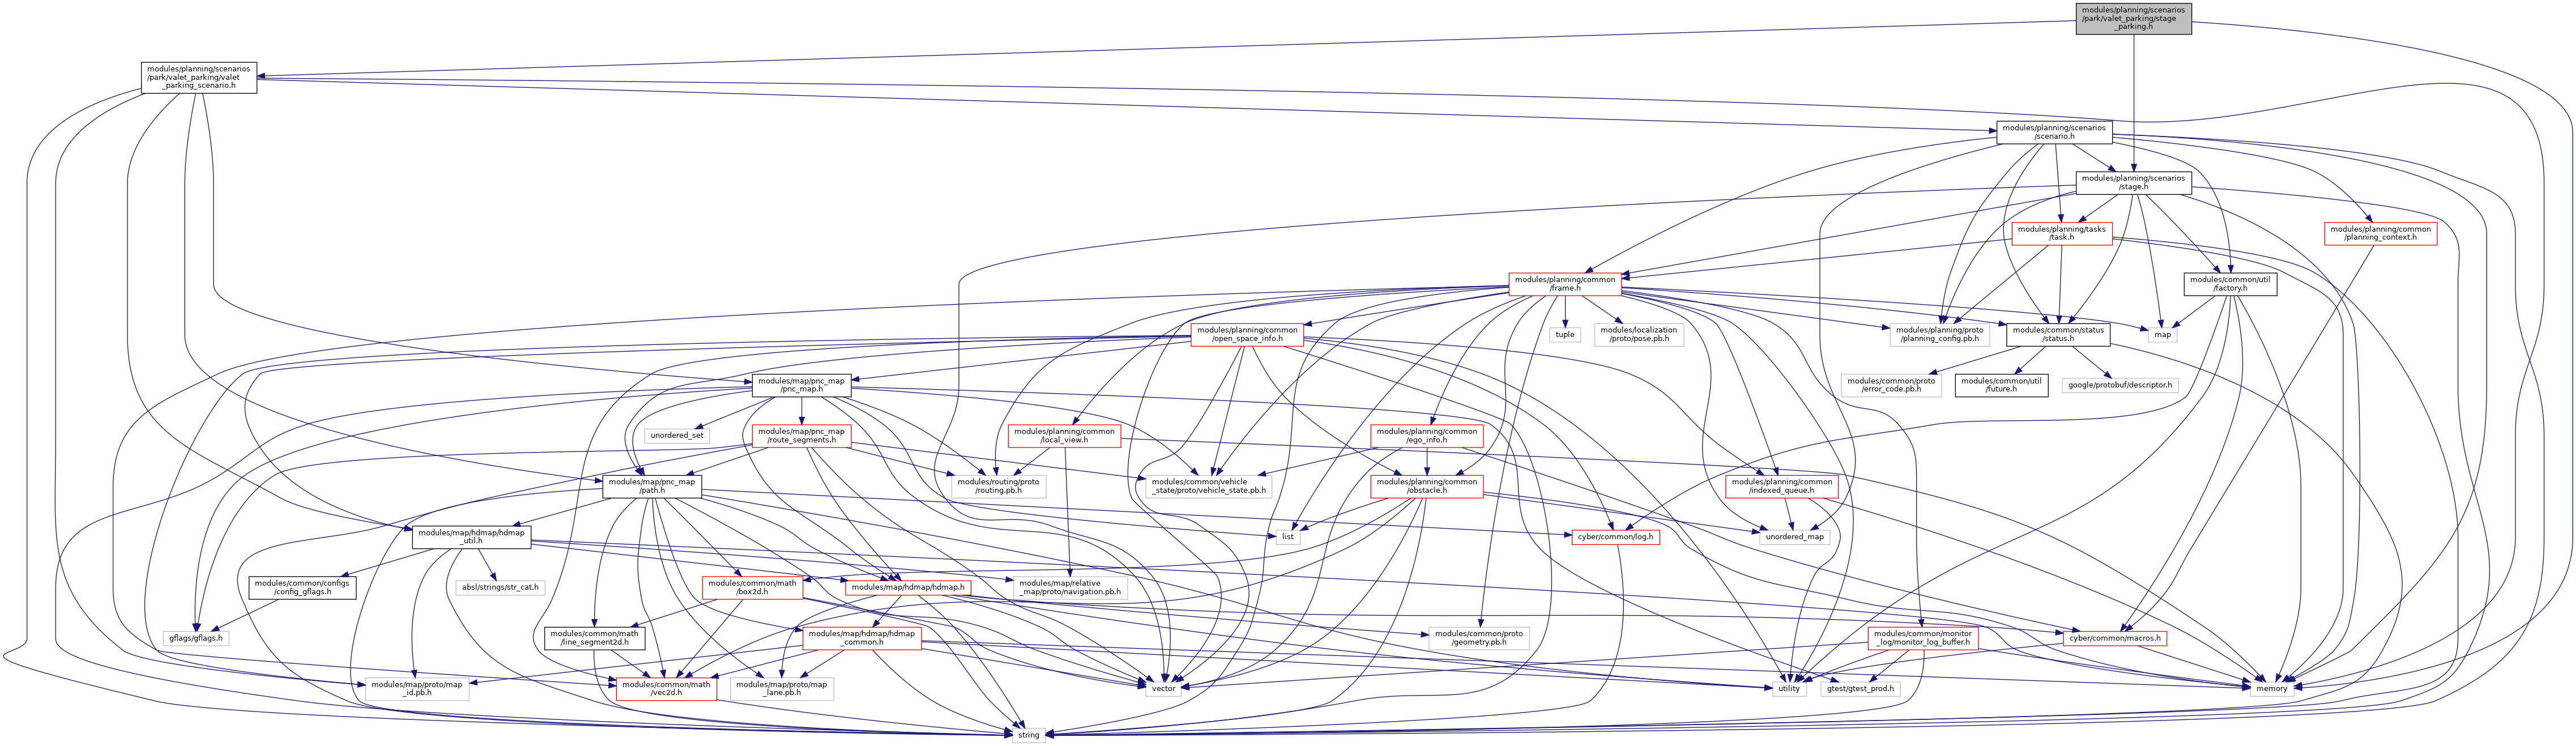 modules/planning/scenarios
/park/valet_parking/stage
_parking.h
modules/planning/scenarios
/park/valet_parking/valet
_parking_scenario.h
modules/planning/scenarios
/scenario.h
modules/planning/scenarios
/stage.h
modules/planning/tasks
/task.h
modules/planning/common
/planning_context.h
modules/planning/common
/frame.h
modules/common/util
/factory.h
modules/planning/common
/open_space_info.h
tuple
modules/localization
/proto/pose.pb.h
modules/planning/proto
/planning_config.pb.h
modules/common/status
/status.h
map
modules/map/pnc_map
/pnc_map.h
modules/common/proto
/error_code.pb.h
modules/common/util
/future.h
google/protobuf/descriptor.h
unordered_set
modules/map/pnc_map
/route_segments.h
modules/planning/common
/local_view.h
modules/planning/common
/ego_info.h
modules/map/pnc_map
/path.h
modules/routing/proto
/routing.pb.h
modules/common/vehicle
_state/proto/vehicle_state.pb.h
modules/planning/common
/obstacle.h
modules/planning/common
/indexed_queue.h
modules/map/hdmap/hdmap
_util.h
list
cyber/common/log.h
unordered_map
modules/common/configs
/config_gflags.h
absl/strings/str_cat.h
modules/common/math
/box2d.h
modules/map/hdmap/hdmap.h
modules/map/relative
_map/proto/navigation.pb.h
gflags/gflags.h
modules/common/math
/line_segment2d.h
modules/map/hdmap/hdmap
_common.h
modules/common/proto
/geometry.pb.h
modules/common/monitor
_log/monitor_log_buffer.h
cyber/common/macros.h
modules/map/proto/map
_id.pb.h
modules/common/math
/vec2d.h
modules/map/proto/map
_lane.pb.h
vector
utility
gtest/gtest_prod.h
memory
string